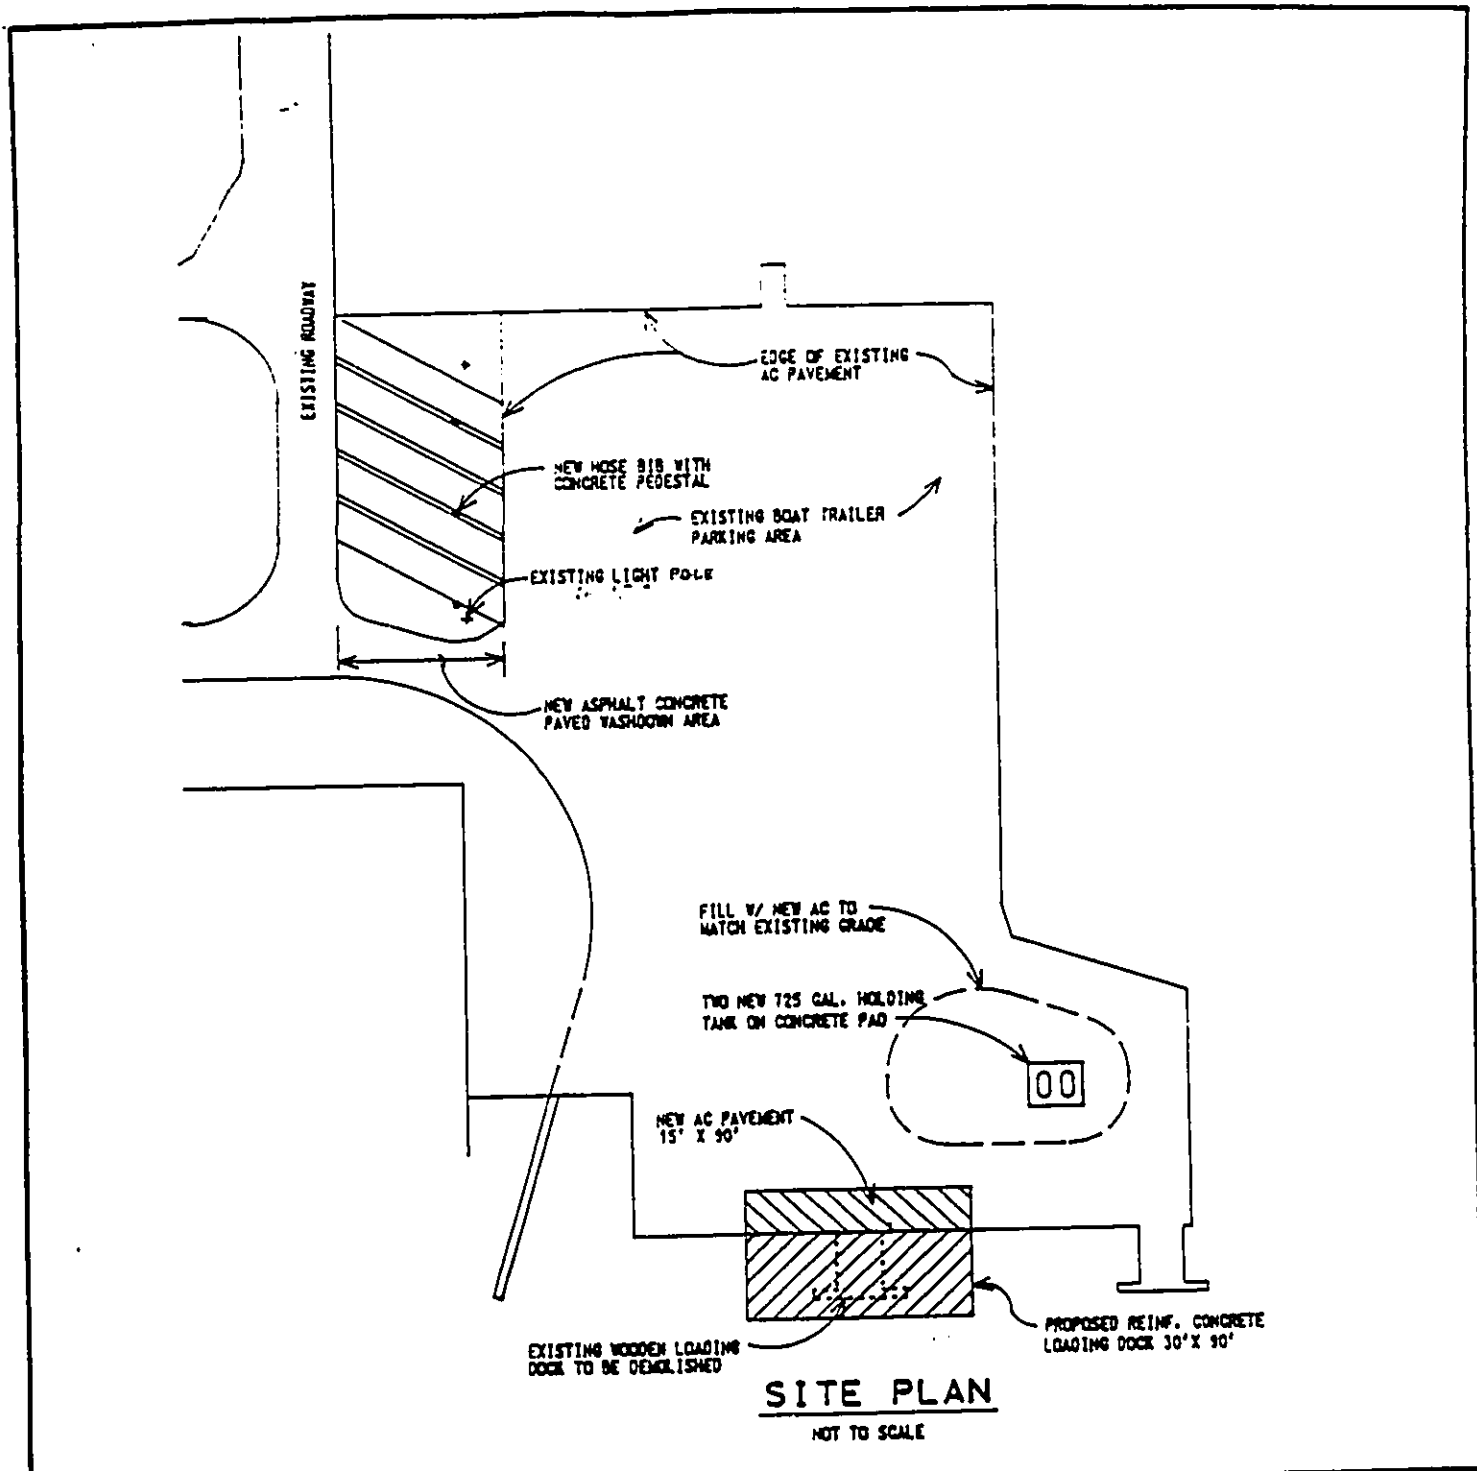 EXISTING ROADWAY
EDGE OF EXISTING
AC PAVEMENT
NEW HOSE BIB WITH
CONCRETE PEDESTAL
EXISTING BOAT TRAILER
PARKING AREA
EXISTING LIGHT POLE
NEW ASPHALT CONCRETE
PAVED WASHDOWN AREA
FILL W/ NEW AC TO
MATCH EXISTING GRADE
TWO NEW 725 GAL. HOLDING
TANK ON CONCRETE PAD
NEW AC PAVEMENT
15' X 90'
PROPOSED REINF. CONCRETE
LOADING DOCK 30' X 90'
EXISTING WOODEN LOADING
DOCK TO BE DEMOLISHED
SITE PLAN
NOT TO SCALE